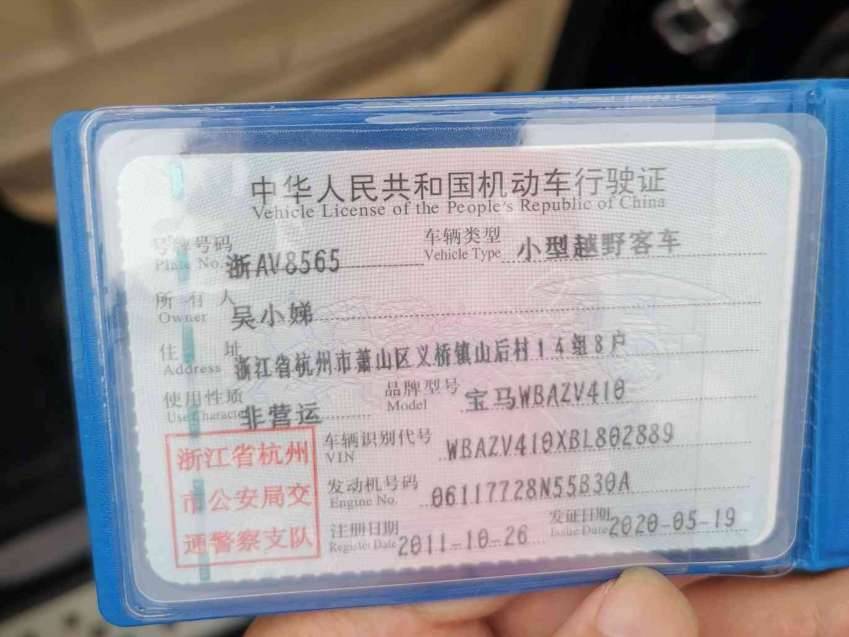 中华人民共和国机动车行驶证
Vehicle License of the People's Republic of China
号牌号码 浙AV8565 车辆类型 小型越野客车
Plate No. Vehicle Type
所有人 吴小娣
Owner
住址 浙江省杭州市萧山区义桥镇山后村14组8户
Address
使用性质 非营运 品牌型号 宝马WBAZV410
Use Character Model
浙江省杭州
市公安局交
通警察支队
车辆识别代号 WBAZV410XBL802889
VIN
发动机号码 06117728N55B30A
Engine No.
注册日期 2011-10-26 发证日期 2020-05-19
Register Date Issue Date